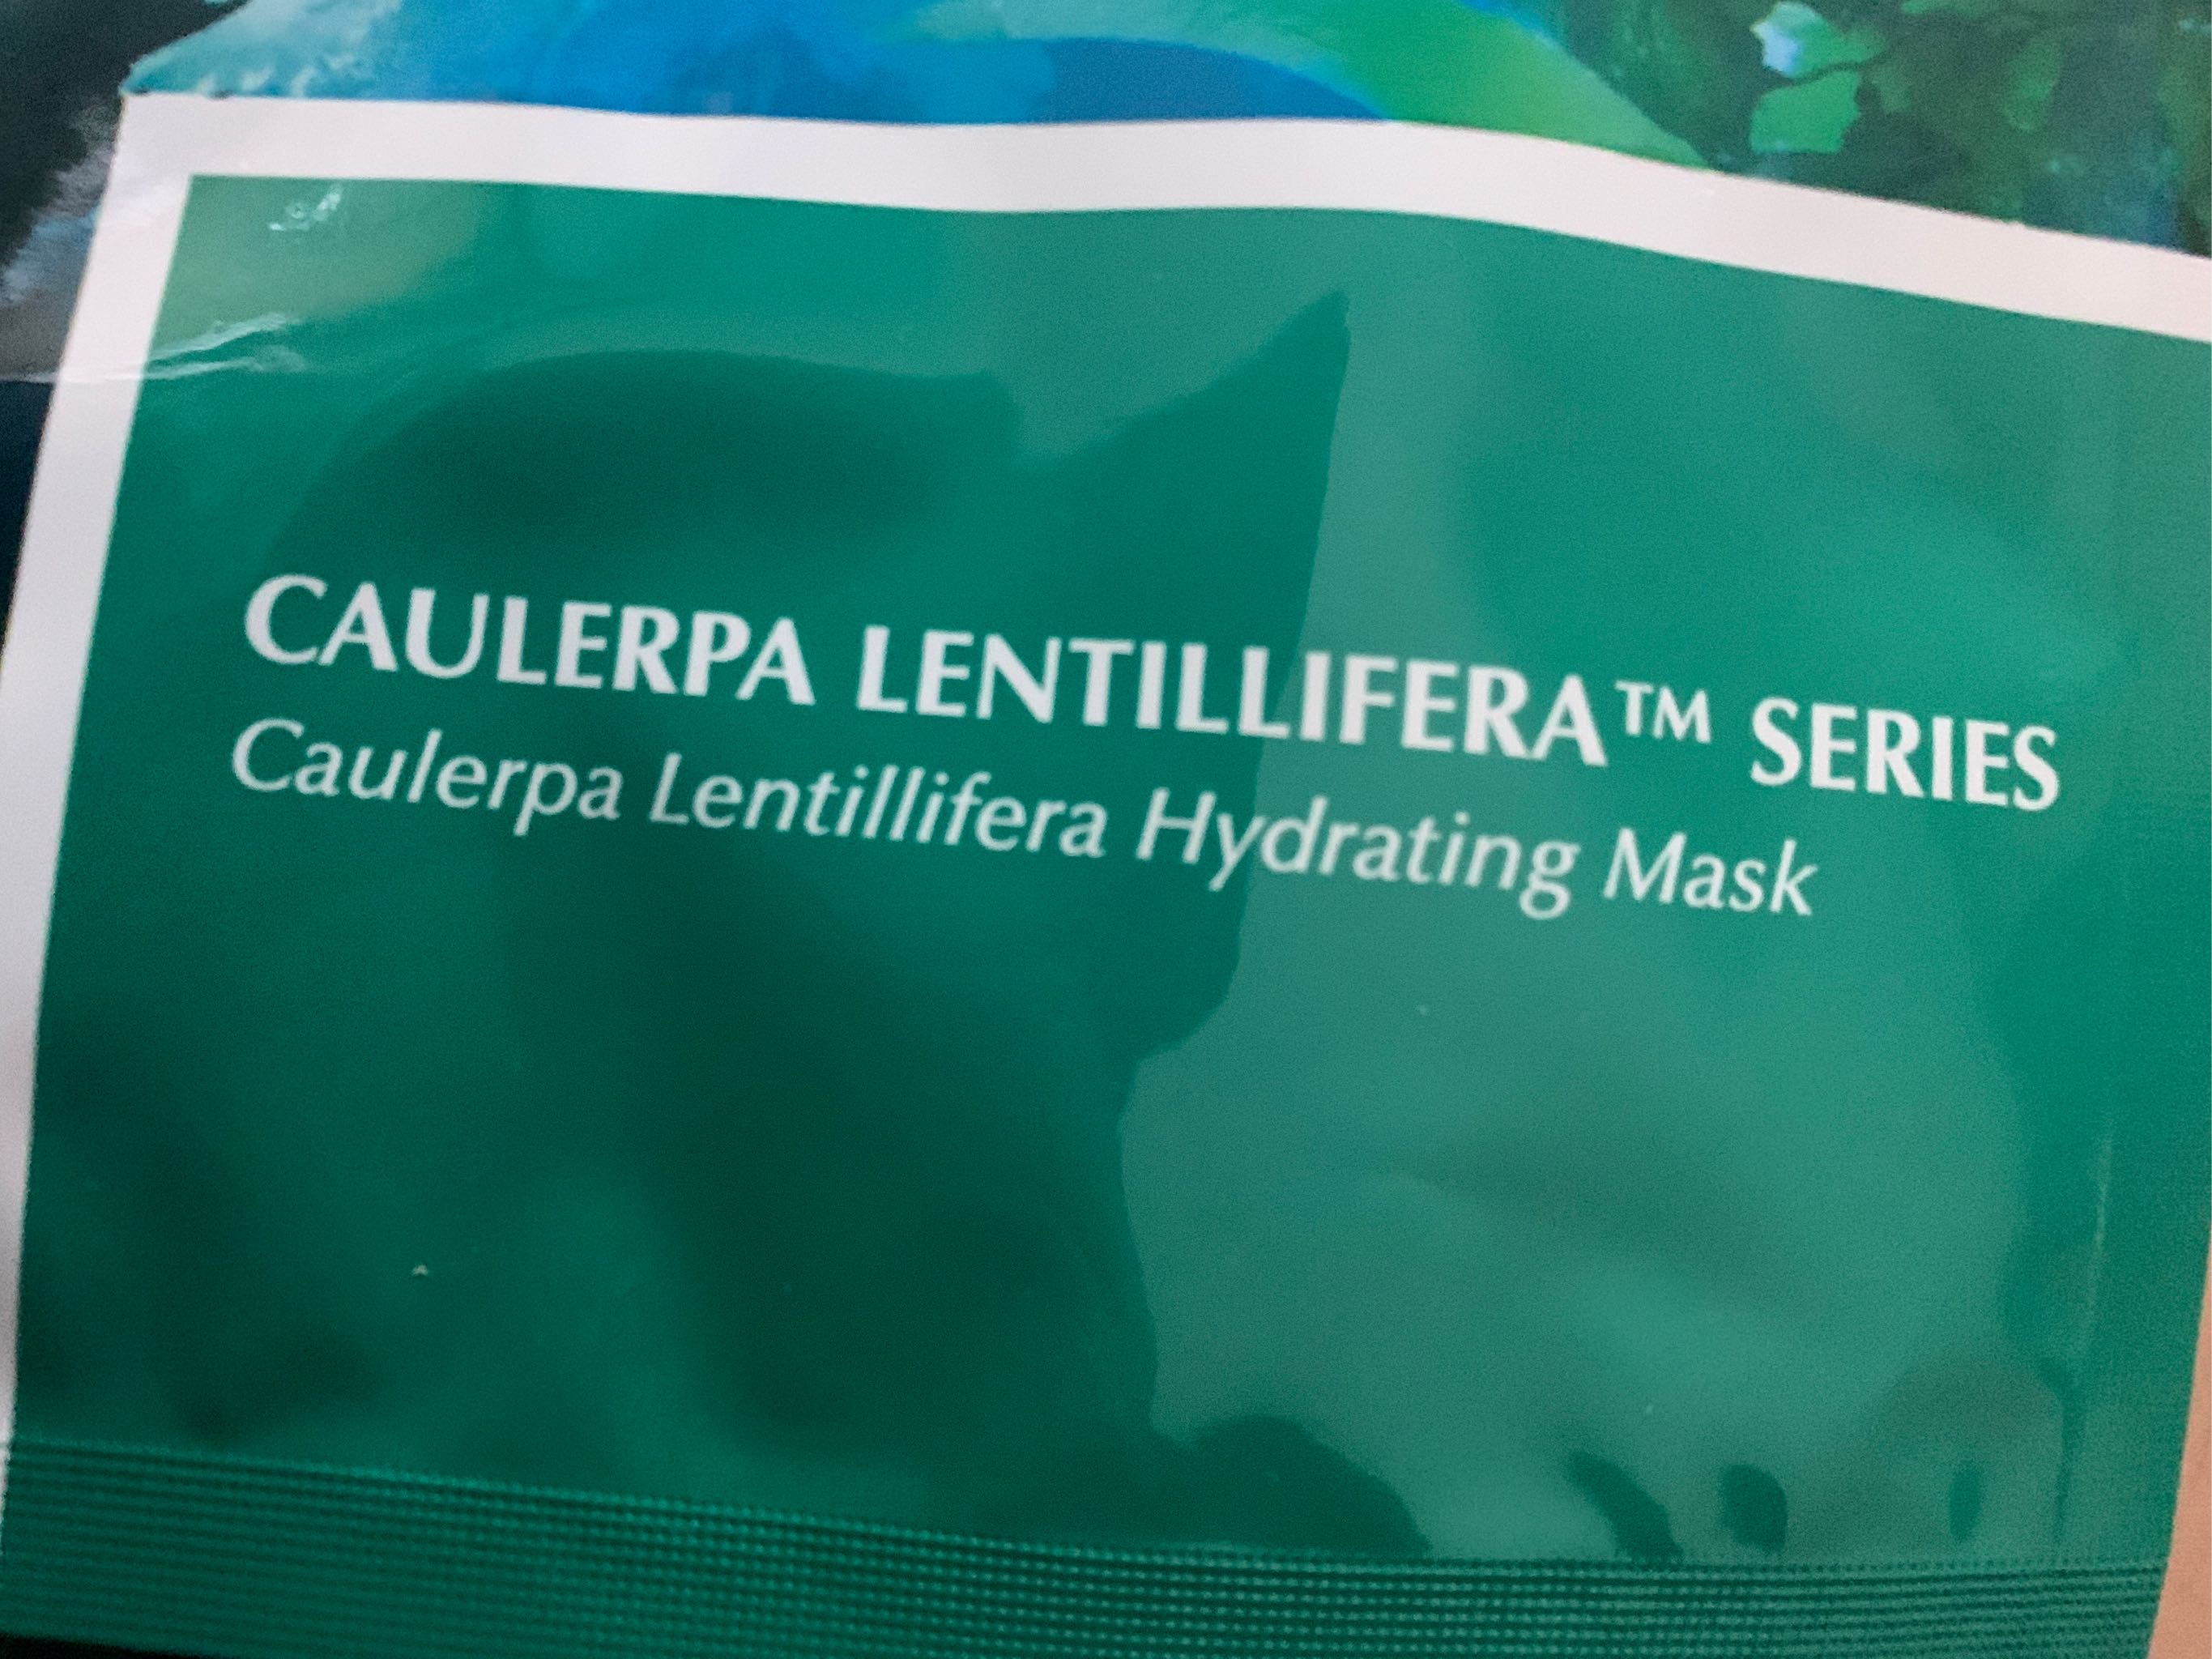 CAULERPA LENTILLIFERA™ SERIES
Caulerpa Lentillifera Hydrating Mask